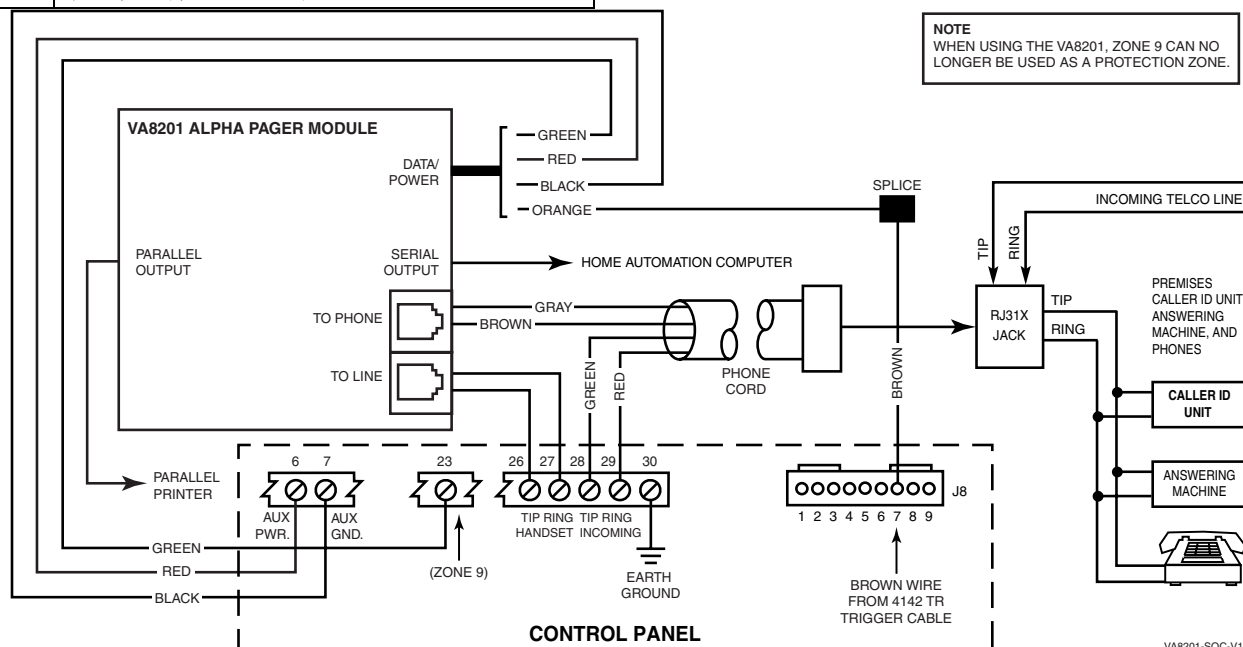 NOTE
WHEN USING THE VA8201, ZONE 9 CAN NO
LONGER BE USED AS A PROTECTION ZONE.
VA8201 ALPHA PAGER MODULE
DATA/
POWER
GREEN
RED
BLACK
ORANGE
SPLICE
INCOMING TELCO LINE
TIP
RING
PARALLEL
OUTPUT
SERIAL
OUTPUT
HOME AUTOMATION COMPUTER
TO PHONE
GRAY
BROWN
TO LINE
GREEN
RED
PHONE
CORD
BROWN
RJ31X
JACK
TIP
RING
PREMISES
CALLER ID UNIT
ANSWERING
MACHINE, AND
PHONES
CALLER ID
UNIT
ANSWERING
MACHINE
PARALLEL
PRINTER
6 7
23
26 27 28 29 30
AUX
PWR.
AUX
GND.
(ZONE 9)
TIP RING TIP RING
HANDSET INCOMING
EARTH
GROUND
J8
1 2 3 4 5 6 7 8 9
BROWN WIRE
FROM 4142 TR
TRIGGER CABLE
GREEN
RED
BLACK
CONTROL PANEL
VA8201-SOC-V1